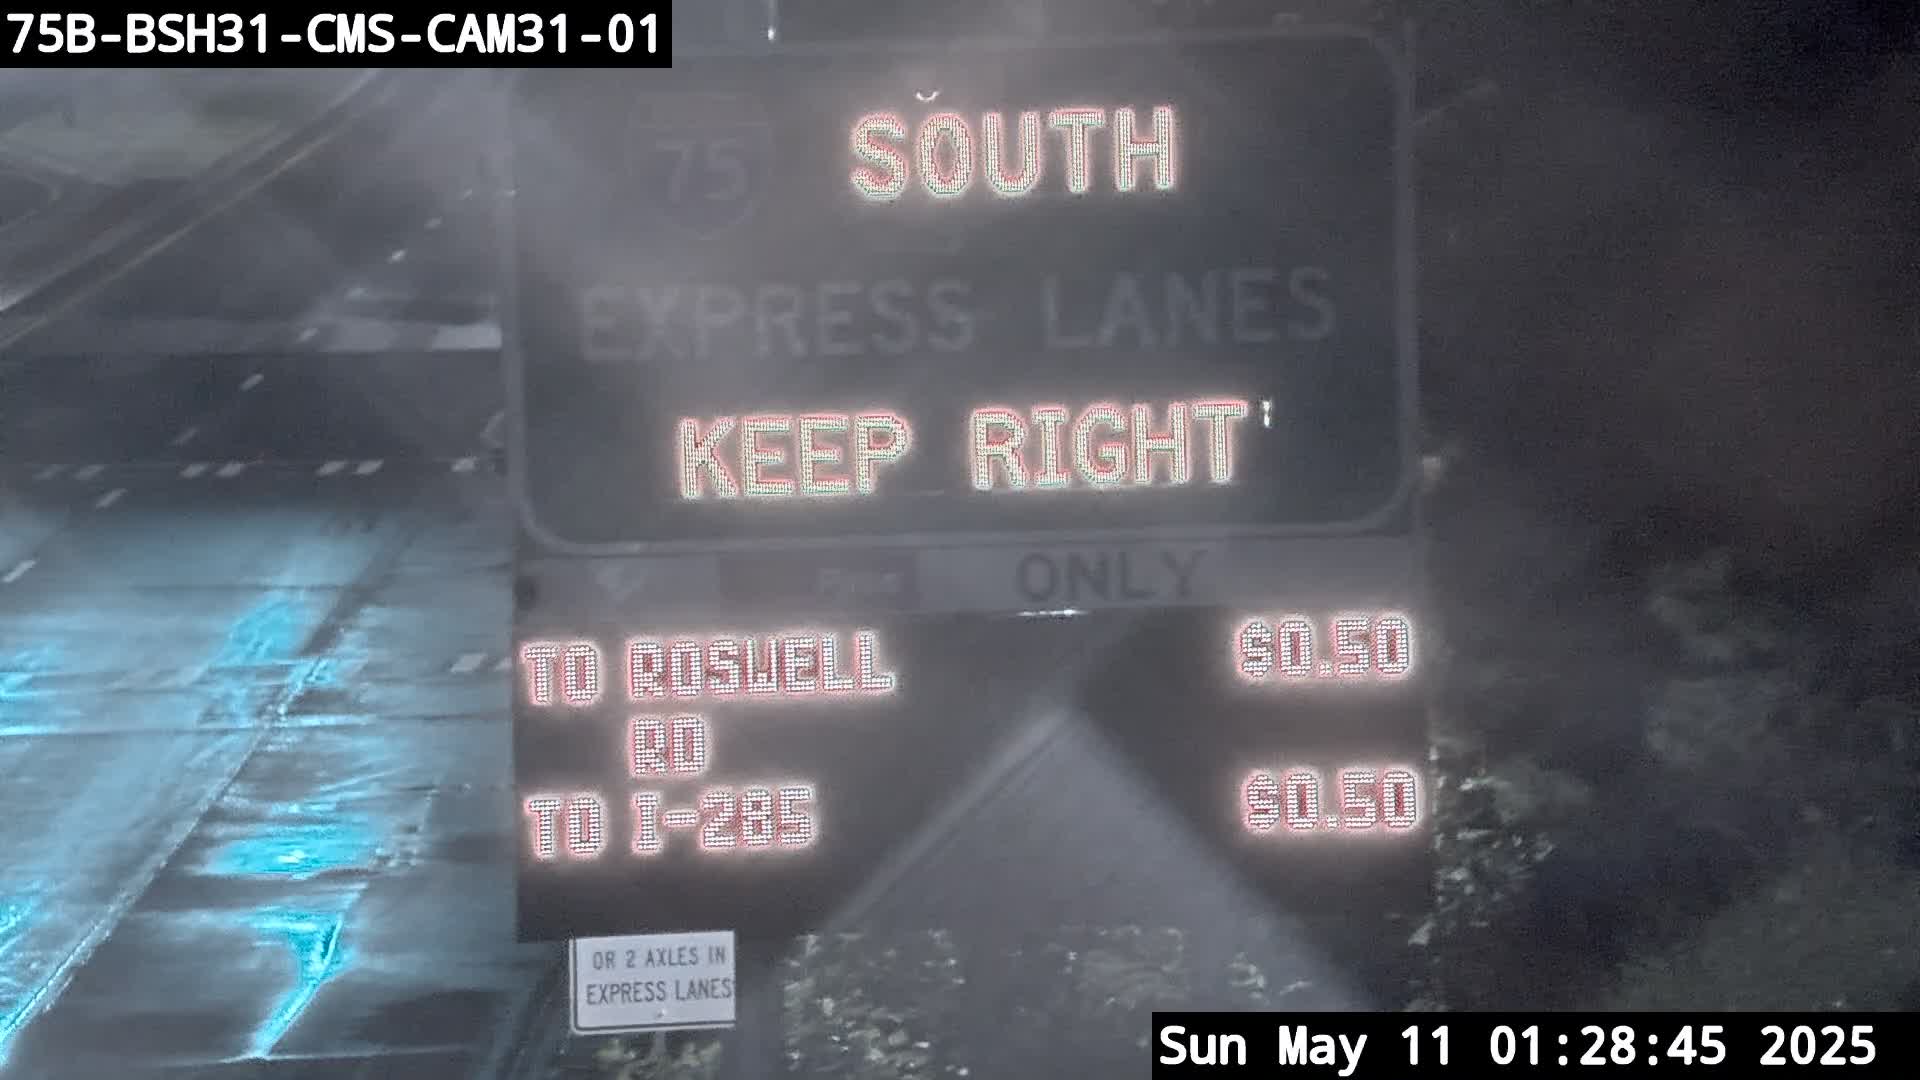 75B-BSH31-CMS-CAM31-01
75 SOUTH
EXPRESS LANES
KEEP RIGHT
ONLY
TO ROSWELL $0.50
RD
TO I-285 $0.50
OR 2 AXLES IN
EXPRESS LANES
Sun May 11 01:28:45 2025